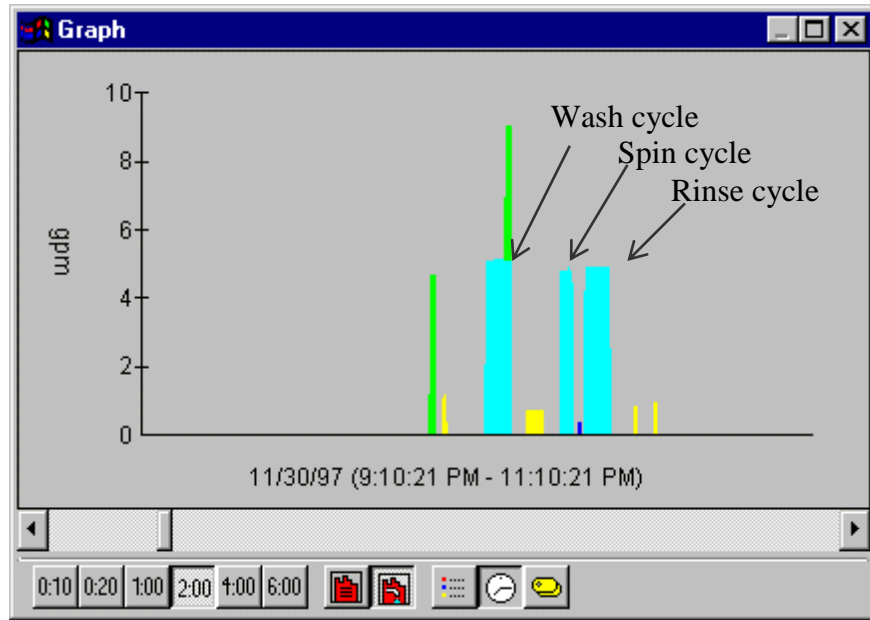 Graph
10
Wash cycle
8
Spin cycle
Rinse cycle
6
gpm
4
2
0
11/30/97 (9:10:21 PM - 11:10:21 PM)
0:10 0:20 1:00 2:00 4:00 6:00